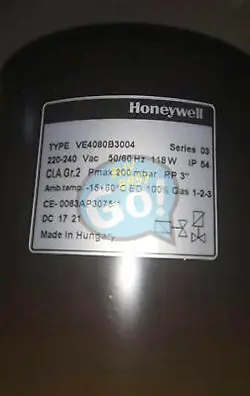 Honeywell
TYPE VE4080B3004 Series 03
220-240 Vac 50/60 Hz 118W IP 54
Cl.A Gr.2 Pmax 200 mbar RP 3"
Amb.temp. -15+60°C ED 100% Gas 1-2-3
GO!
CE- 0063AP3075/1
DC 17 21
Made in Hungary